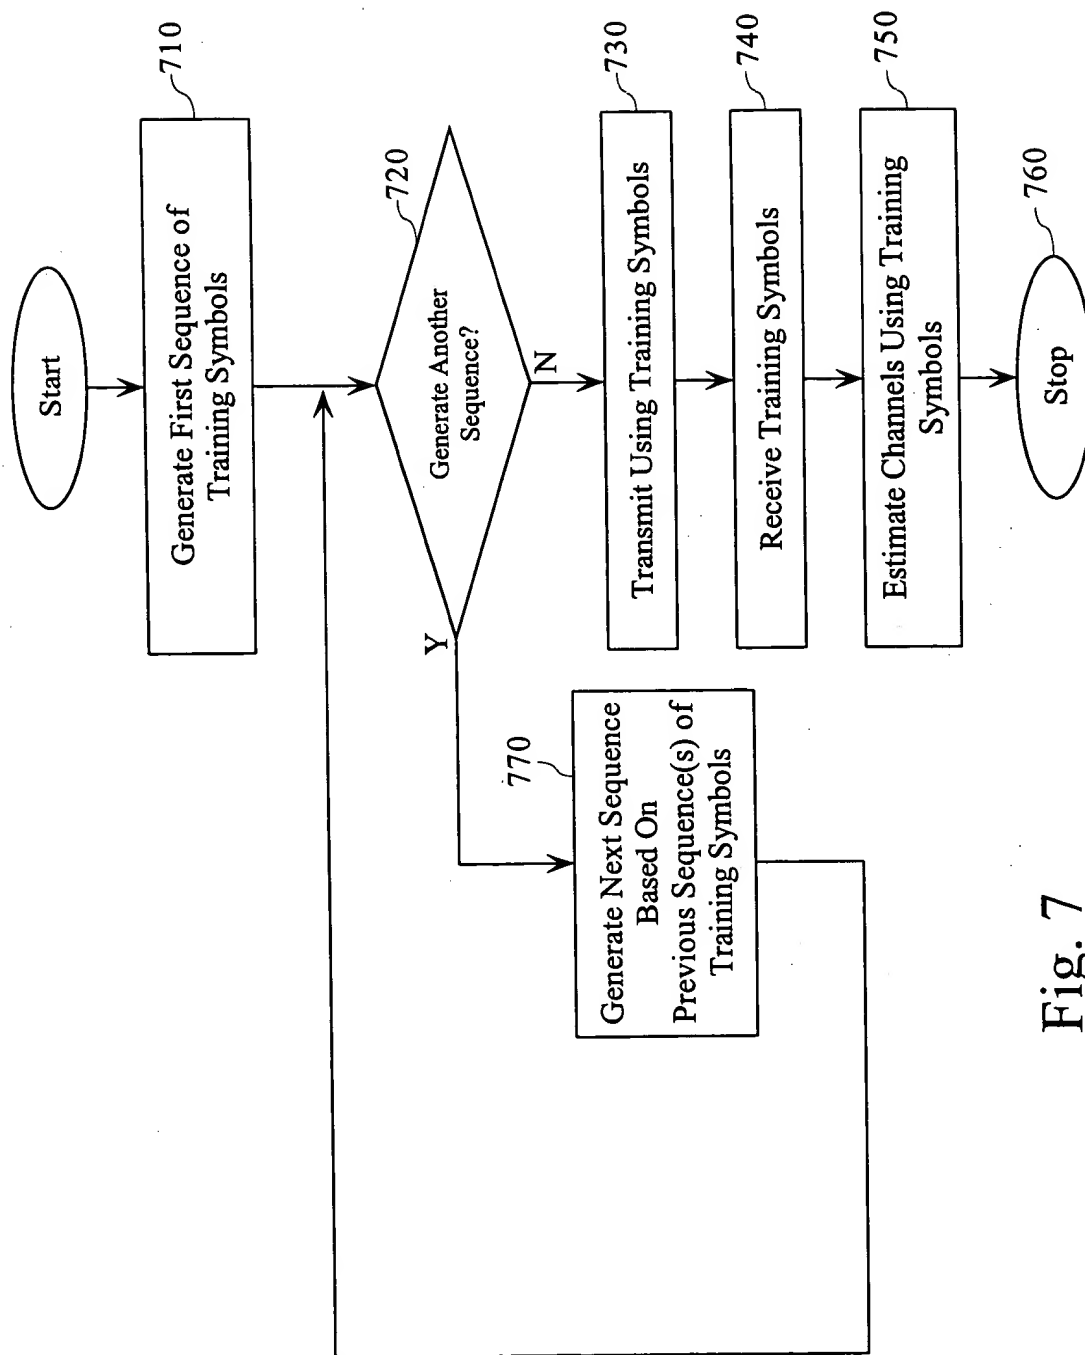 Start
710
Generate First Sequence of
Training Symbols
720
Generate Another
Sequence?
Y
N
770
Generate Next Sequence
Based On
Previous Sequence(s) of
Training Symbols
730
Transmit Using Training Symbols
740
Receive Training Symbols
750
Estimate Channels Using Training
Symbols
760
Stop
Fig. 7